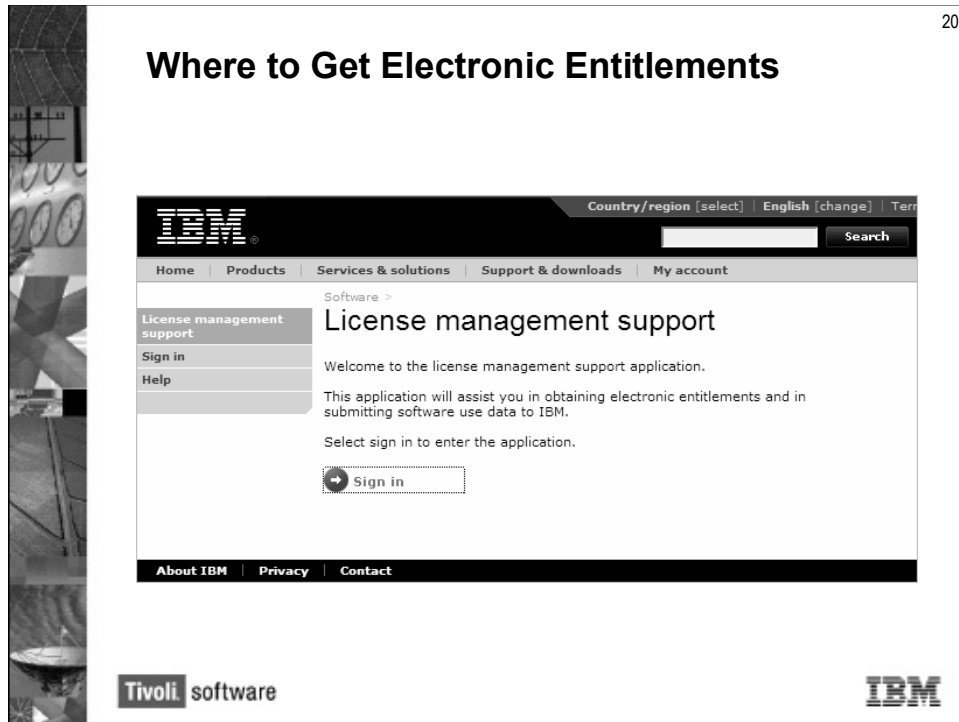 20
Where to Get Electronic Entitlements
Country/region [select] | English [change] | Terr
IBM®
Search
Home | Products | Services & solutions | Support & downloads | My account
Software >
License management support
License management
support
Sign in
Help
Welcome to the license management support application.
This application will assist you in obtaining electronic entitlements and in
submitting software use data to IBM.
Select sign in to enter the application.
Sign in
About IBM | Privacy | Contact
Tivoli. software
IBM